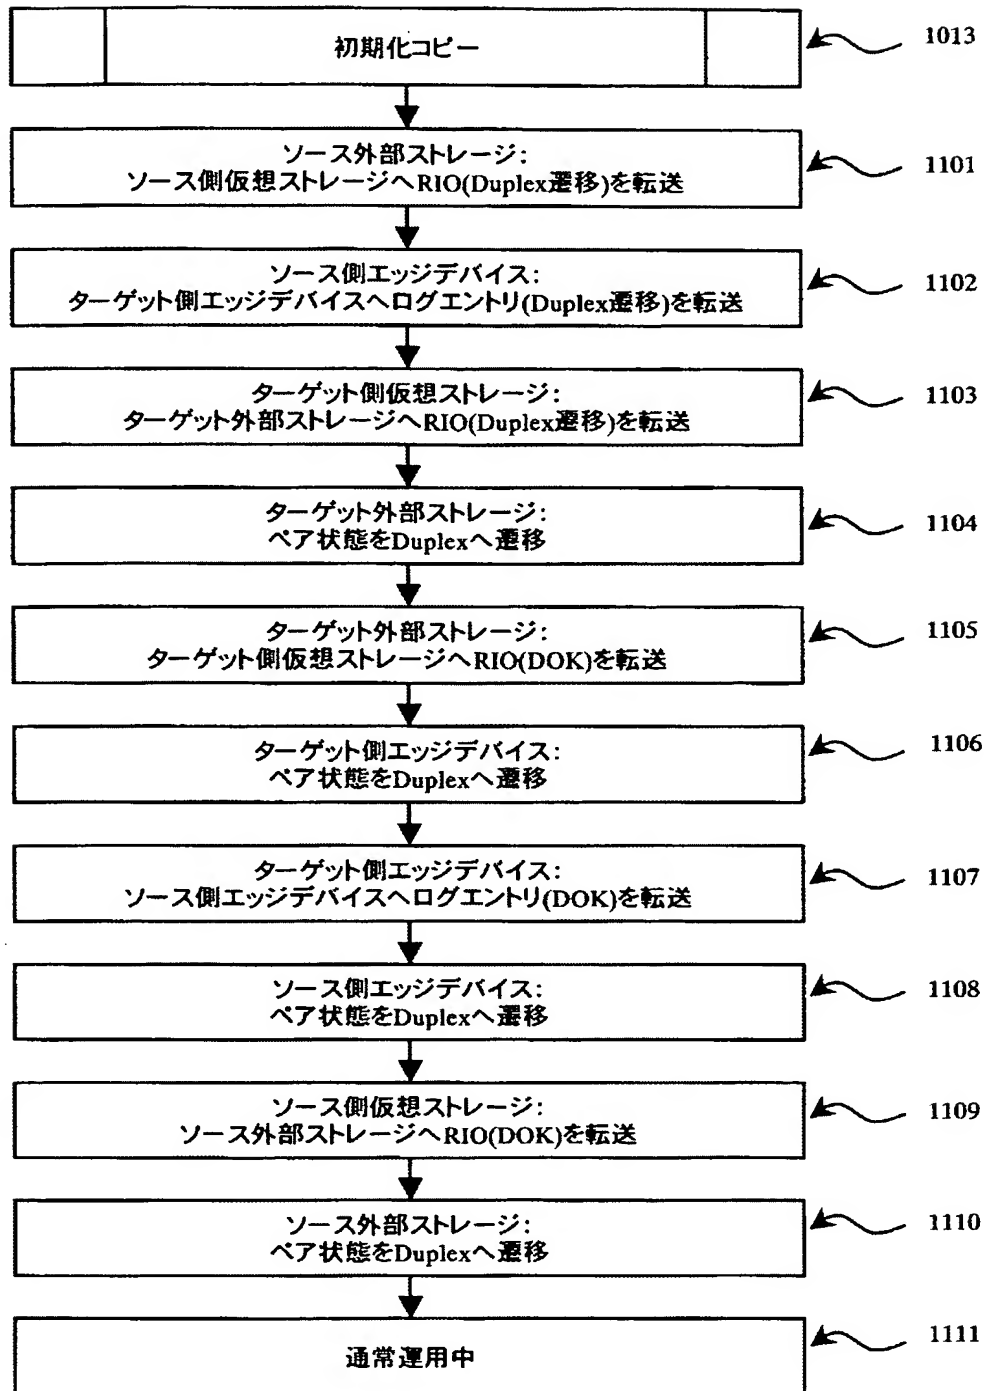 初期化コピー
1013
ソース外部ストレージ:
ソース側仮想ストレージへRIO(Duplex遷移)を転送
1101
ソース側エッジデバイス:
ターゲット側エッジデバイスへログエントリ(Duplex遷移)を転送
1102
ターゲット側仮想ストレージ:
ターゲット外部ストレージへRIO(Duplex遷移)を転送
1103
ターゲット外部ストレージ:
ペア状態をDuplexへ遷移
1104
ターゲット外部ストレージ:
ターゲット側仮想ストレージへRIO(DOK)を転送
1105
ターゲット側エッジデバイス:
ペア状態をDuplexへ遷移
1106
ターゲット側エッジデバイス:
ソース側エッジデバイスへログエントリ(DOK)を転送
1107
ソース側エッジデバイス:
ペア状態をDuplexへ遷移
1108
ソース側仮想ストレージ:
ソース外部ストレージへRIO(DOK)を転送
1109
ソース外部ストレージ:
ペア状態をDuplexへ遷移
1110
通常運用中
1111